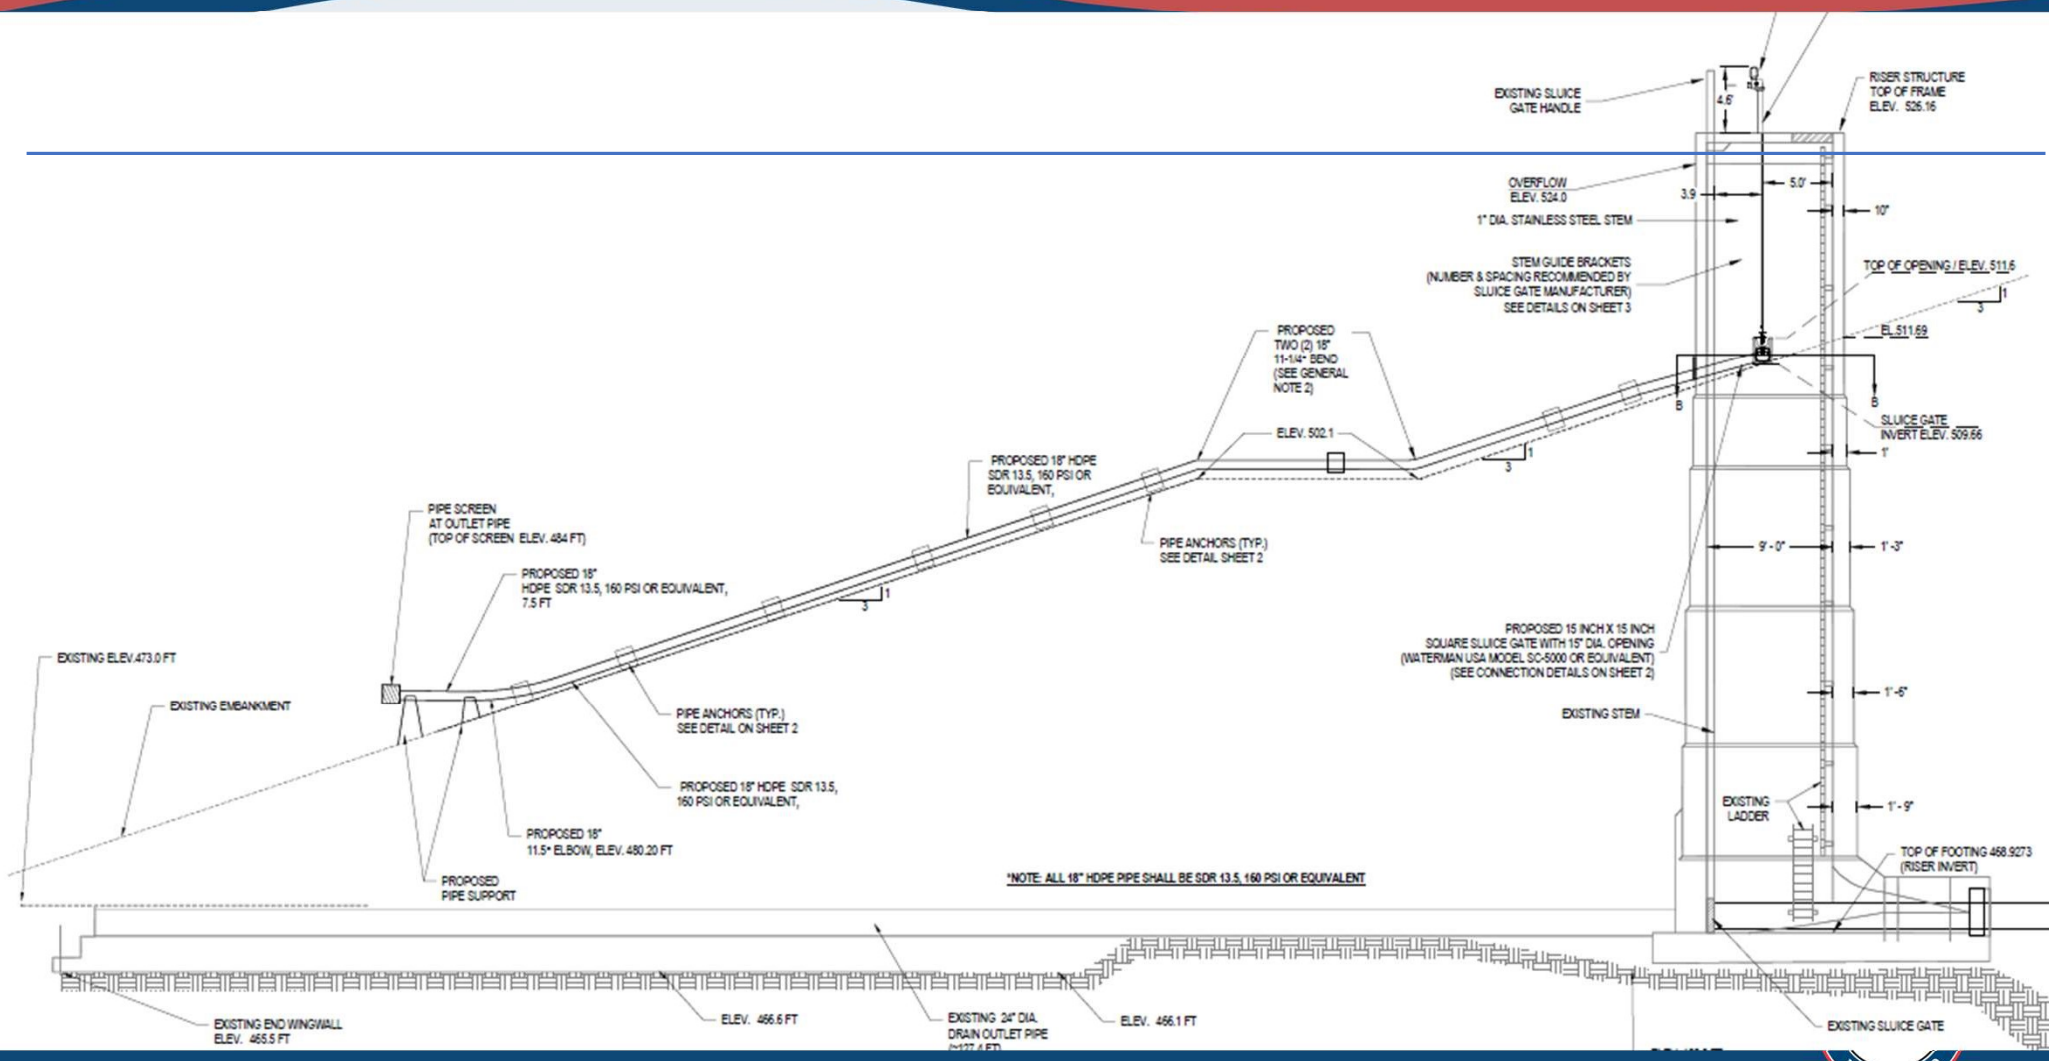 EXISTING SLUICE
GATE HANDLE
4.6'
RISER STRUCTURE
TOP OF FRAME
ELEV. 526.16
OVERFLOW
ELEV. 524.0
3.9
5.0'
10"
1" DIA. STAINLESS STEEL STEM
STEM GUIDE BRACKETS
(NUMBER & SPACING RECOMMENDED BY
SLUICE GATE MANUFACTURER)
SEE DETAILS ON SHEET 3
TOP OF OPENING / ELEV. 511.6
1
3
EL.511.69
PROPOSED
TWO (2) 18"
11-1/4° BEND
(SEE GENERAL
NOTE 2)
B
B
SLUICE GATE
INVERT ELEV. 509.66
1'
ELEV. 502.1
1
3
PROPOSED 18" HDPE
SDR 13.5, 160 PSI OR
EQUIVALENT,
PIPE SCREEN
AT OUTLET PIPE
(TOP OF SCREEN ELEV. 484 FT)
PIPE ANCHORS (TYP.)
SEE DETAIL SHEET 2
9'- 0"
1' -3"
PROPOSED 18"
HDPE SDR 13.5, 160 PSI OR EQUIVALENT,
7.5 FT
1
3
PROPOSED 15 INCH X 15 INCH
SQUARE SLUICE GATE WITH 15" DIA. OPENING
(WATERMAN USA MODEL SC-5000 OR EQUIVALENT)
(SEE CONNECTION DETAILS ON SHEET 2)
EXISTING ELEV.473.0 FT
1' -6"
EXISTING EMBANKMENT
PIPE ANCHORS (TYP.)
SEE DETAIL ON SHEET 2
EXISTING STEM
PROPOSED 18" HDPE SDR 13.5,
160 PSI OR EQUIVALENT,
EXISTING
LADDER
1' - 9"
PROPOSED 18"
11.5° ELBOW, ELEV. 480.20 FT
TOP OF FOOTING 468.9273
(RISER INVERT)
PROPOSED
PIPE SUPPORT
*NOTE: ALL 18" HDPE PIPE SHALL BE SDR 13.5, 160 PSI OR EQUIVALENT
EXISTING END WINGWALL
ELEV. 465.5 FT
ELEV. 466.6 FT
EXISTING 24" DIA.
DRAIN OUTLET PIPE
(~127.4 FT)
ELEV. 466.1 FT
EXISTING SLUICE GATE